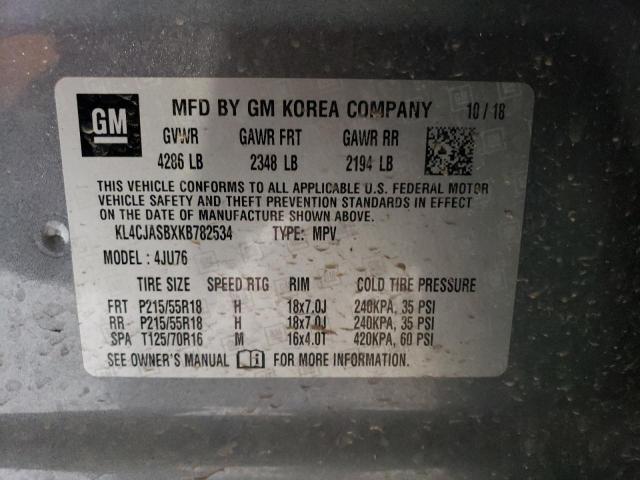 GM
MFD BY GM KOREA COMPANY 10 / 18
GVWR GAWR FRT GAWR RR
4286 LB 2348 LB 2194 LB
THIS VEHICLE CONFORMS TO ALL APPLICABLE U.S. FEDERAL MOTOR
VEHICLE SAFETY AND THEFT PREVENTION STANDARDS IN EFFECT
ON THE DATE OF MANUFACTURE SHOWN ABOVE.
KL4CJASBXKB782534 TYPE: MPV
MODEL : 4JU76
TIRE SIZE SPEED RTG RIM COLD TIRE PRESSURE
FRT P215/55R18 H 18x7.0J 240KPA, 35 PSI
RR P215/55R18 H 18x7.0J 240KPA, 35 PSI
SPA T125/70R16 M 16x4.0T 420KPA, 60 PSI
SEE OWNER'S MANUAL FOR MORE INFORMATION.